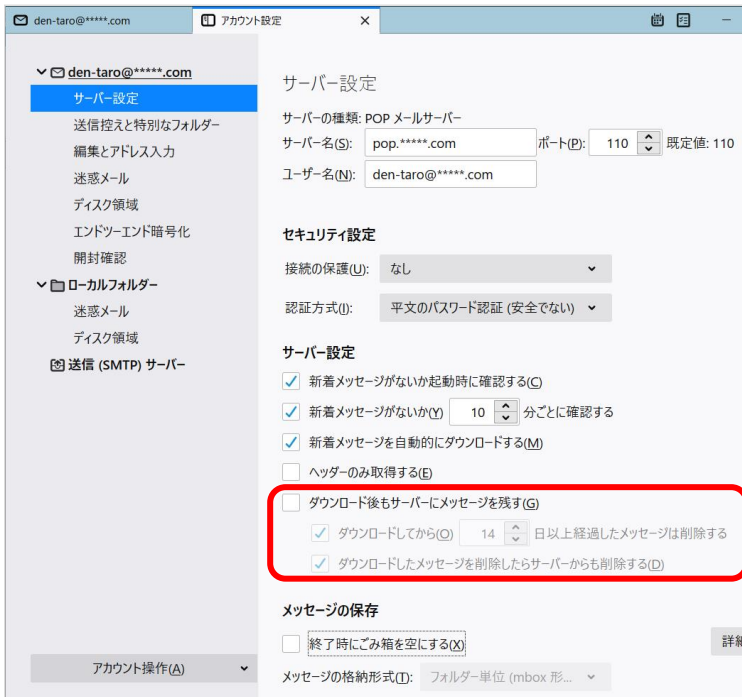 den-taro@*****.com
アカウント設定
den-taro@*****.com
サーバー設定
送信控えと特別なフォルダー
編集とアドレス入力
迷惑メール
ディスク領域
エンドツーエンド暗号化
開封確認
ローカルフォルダー
迷惑メール
ディスク領域
送信 (SMTP) サーバー
アカウント操作(A)
サーバー設定
サーバーの種類: POP メールサーバー
サーバー名(S): pop.*****.com ポート(P): 110 既定値: 110
ユーザー名(N): den-taro@*****.com
セキュリティ設定
接続の保護(U): なし
認証方式(I): 平文のパスワード認証 (安全でない)
サーバー設定
新着メッセージがないか起動時に確認する(C)
新着メッセージがないか(Y) 10 分ごとに確認する
新着メッセージを自動的にダウンロードする(M)
ヘッダーのみ取得する(E)
ダウンロード後もサーバーにメッセージを残す(G)
ダウンロードしてから(O) 14 日以上経過したメッセージは削除する
ダウンロードしたメッセージを削除したらサーバーからも削除する(D)
メッセージの保存
終了時にごみ箱を空にする(X)
詳細
メッセージの格納形式(T): フォルダー単位 (mbox 形...